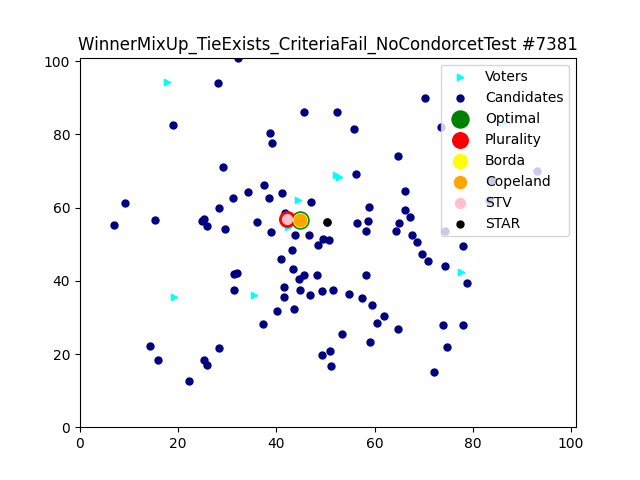 WinnerMixUp_TieExists_CriteriaFail_NoCondorcetTest #7381
100
80
60
40
20
0
0 20 40 60 80 100
Voters
Candidates
Optimal
Plurality
Borda
Copeland
STV
STAR